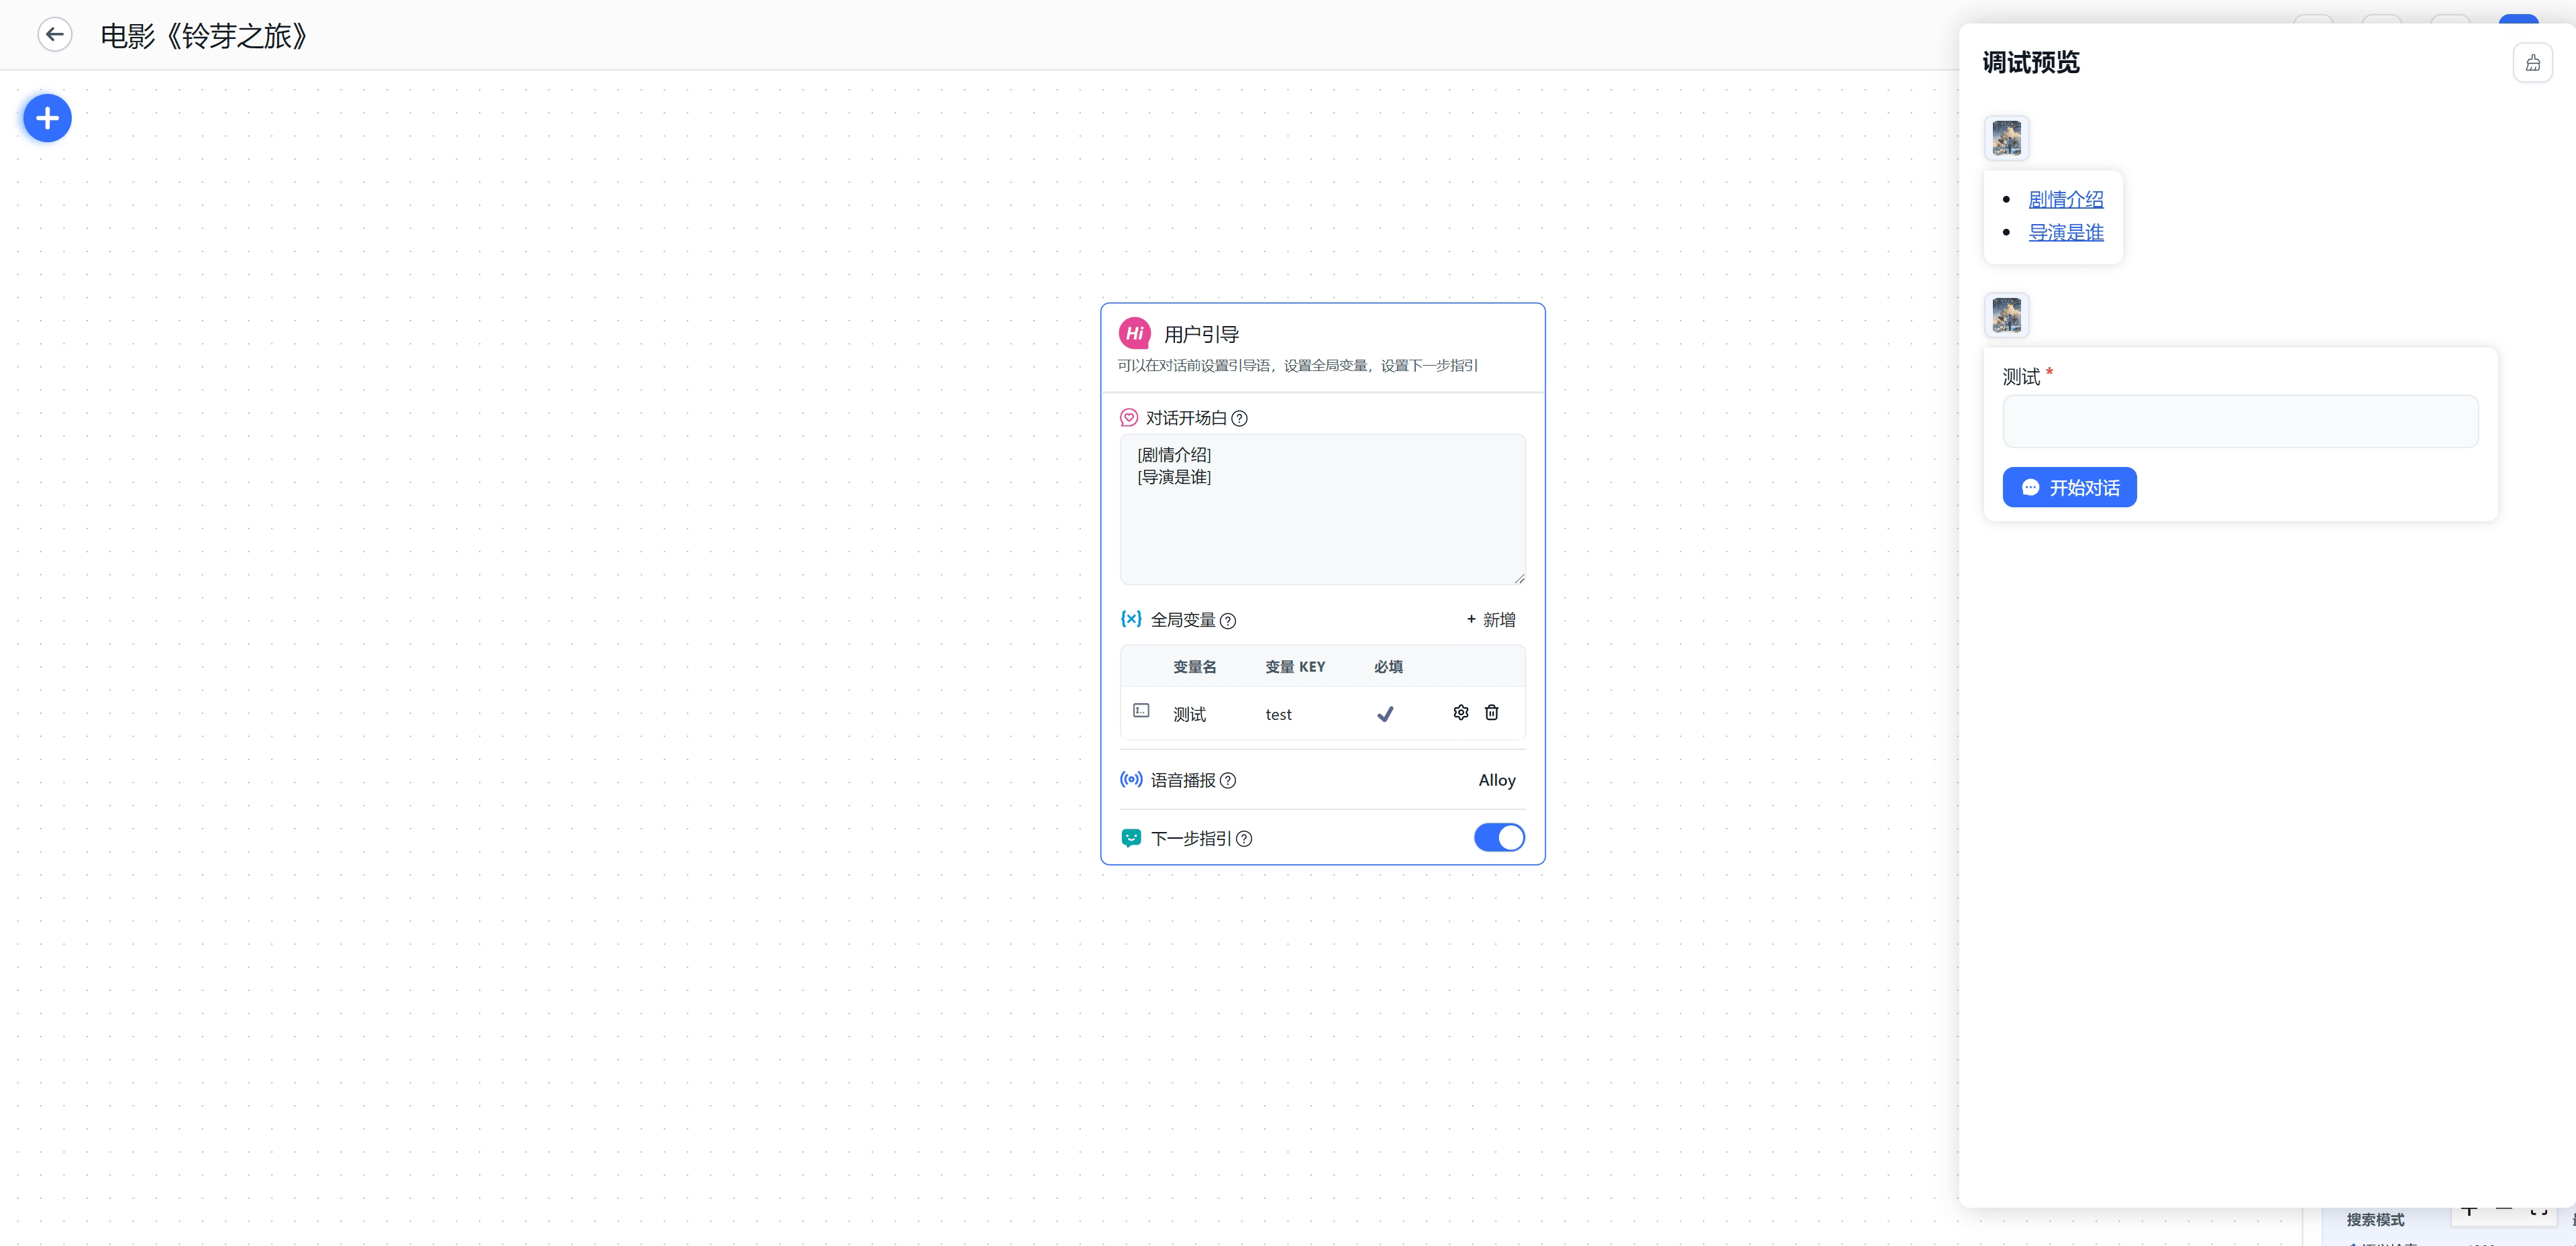 电影《铃芽之旅》
Hi 用户引导
可以在对话前设置引导语，设置全局变量，设置下一步指引
对话开场白
[剧情介绍]
[导演是谁]
全局变量 + 新增
变量名 变量 KEY 必填
测试 test
语音播报 Alloy
下一步指引
调试预览
剧情介绍
导演是谁
测试 *
开始对话
搜索模式